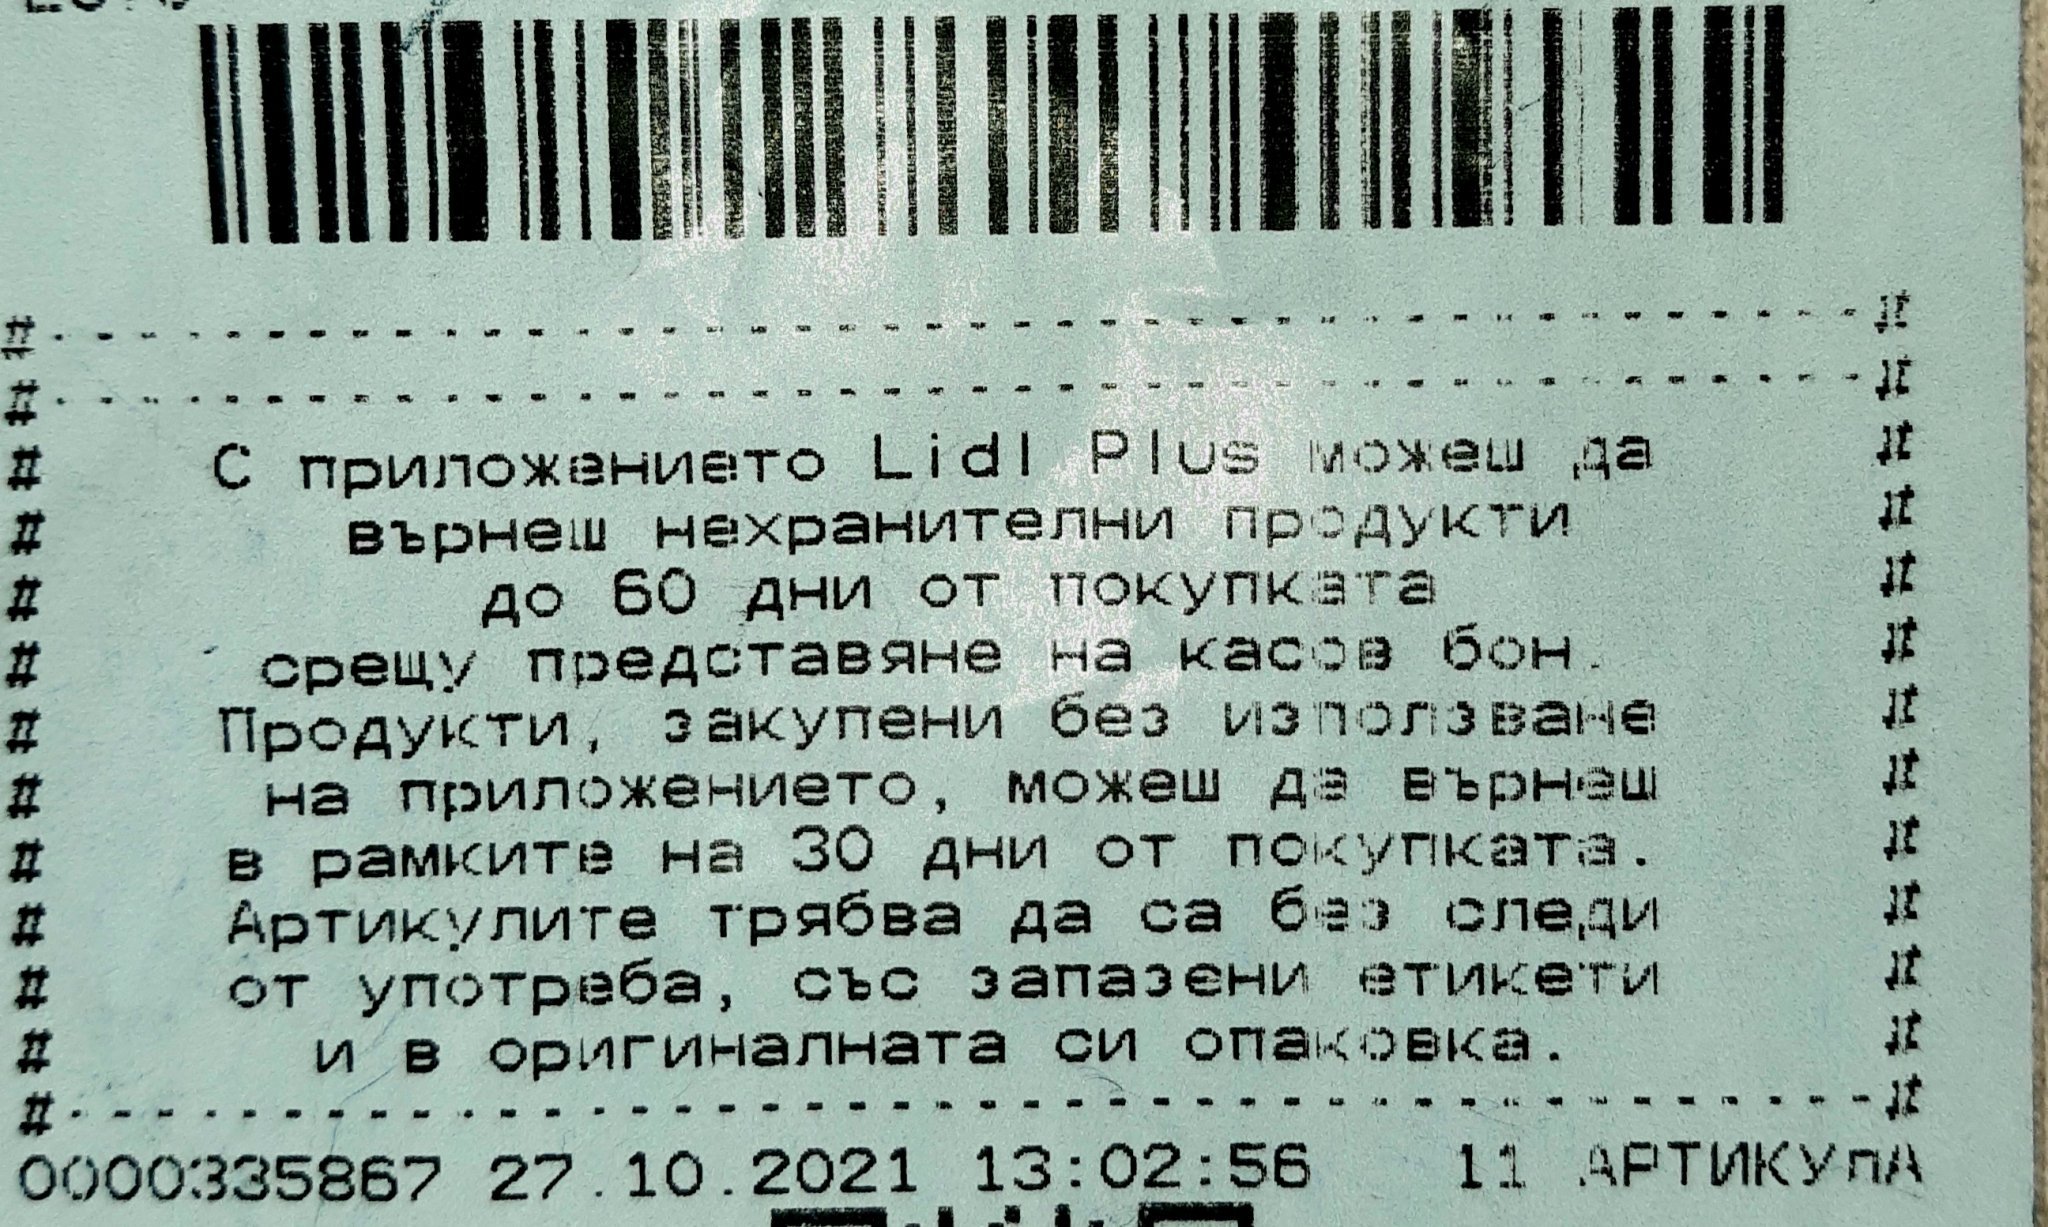 #-------------------#
#-------------------#
# С приложението Lidl Plus можеш да #
# върнеш нехранителни продукти #
# до 60 дни от покупката #
# срещу представяне на касов бон. #
# Продукти, закупени без използване #
# на приложението, можеш да върнеш #
# в рамките на 30 дни от покупката. #
# Артикулите трябва да са без следи #
# от употреба, със запазени етикети #
# и в оригиналната си опаковка. #
#-------------------#
0000335867 27.10.2021 13:02:56 11 АРТИКУЛА